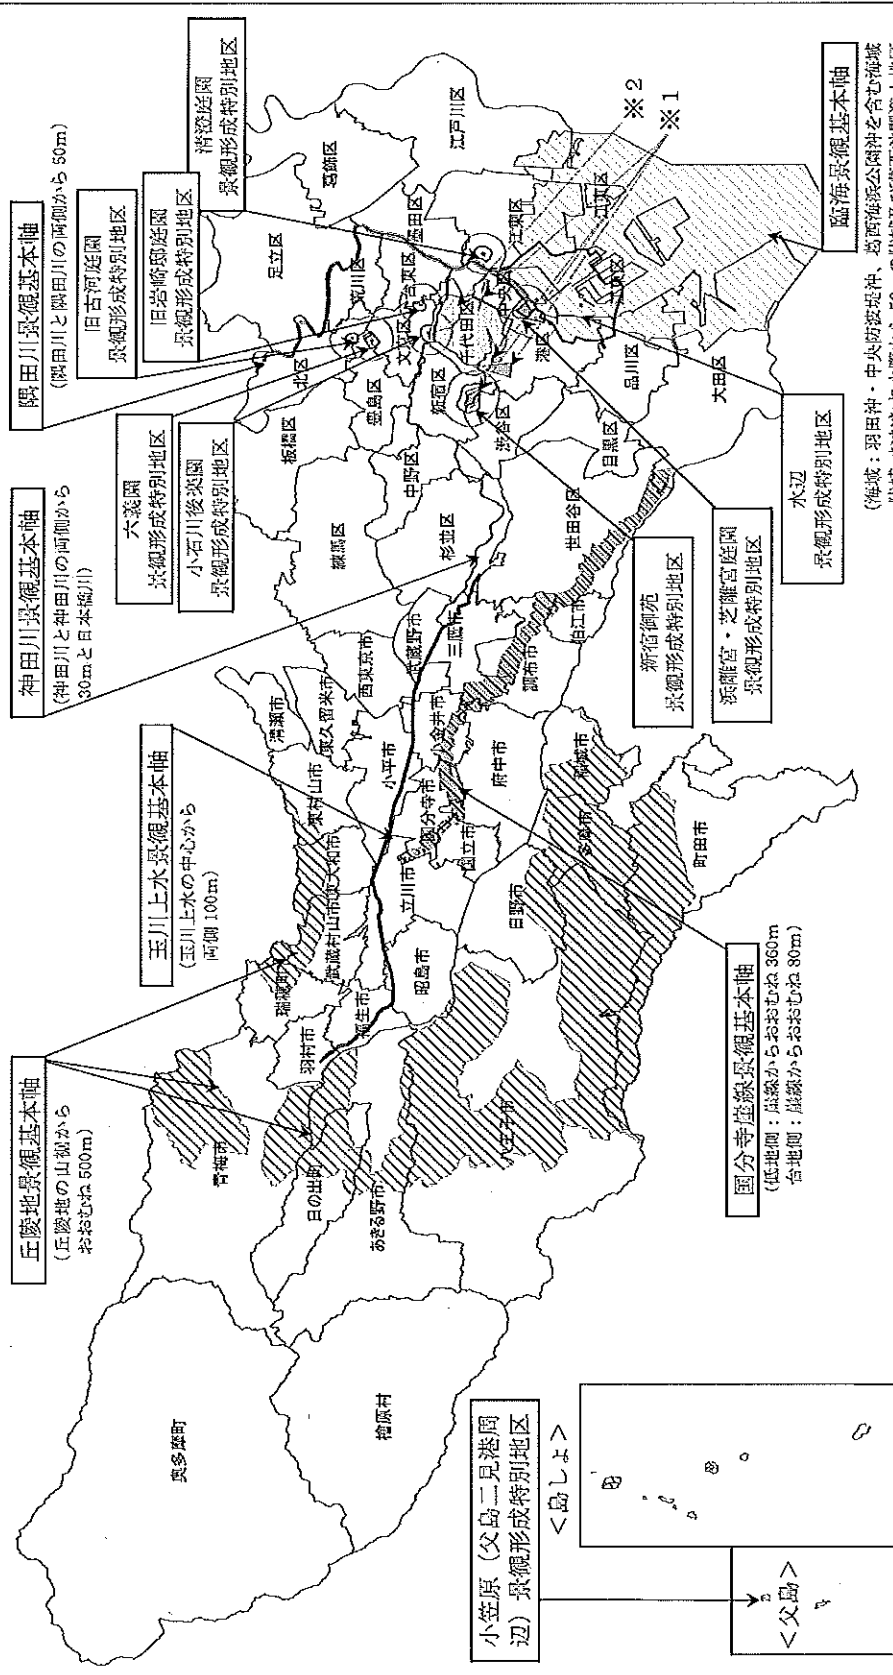 丘陵地景観基本軸
(丘陵地の山裾から
おおむね 500m)
玉川上水景観基本軸
(玉川上水の中心から
両側 100m)
神田川景観基本軸
(神田川と神田川の両側から
30mと日本橋川)
隅田川景観基本軸
(隅田川と隅田川の両側から 50m)
六義園
景観形成特別地区
小石川後楽園
景観形成特別地区
旧古河庭園
景観形成特別地区
旧岩崎邸庭園
景観形成特別地区
清澄庭園
景観形成特別地区
奥多摩町
檜原村
青梅市
日の出町
あきる野市
八王子市
羽村市
瑞穂町
福生市
武蔵村山市
東大和市
東村山市
清瀬市
東久留米市
西東京市
小平市
立川市
昭島市
国分寺市
国立市
小金井市
武蔵野市
三鷹市
府中市
調布市
狛江市
日野市
多摩市
稲城市
町田市
練馬区
板橋区
北区
足立区
葛飾区
江戸川区
荒川区
豊島区
文京区
台東区
墨田区
中野区
杉並区
新宿区
千代田区
中央区
江東区
江東区
渋谷区
港区
江東区
世田谷区
目黒区
品川区
大田区
※2
※1
国分寺崖線景観基本軸
(低地側:崖線からおおむね 360m
台地側:崖線からおおむね 80m)
新宿御苑
景観形成特別地区
浜離宮・芝離宮庭園
景観形成特別地区
水辺
景観形成特別地区
臨海景観基本軸
(海域:羽田沖・中央防波堤沖、葛西海浜公園沖を含む海域
小笠原(父島二見港周
辺)景観形成特別地区
<島しょ>
<父島>